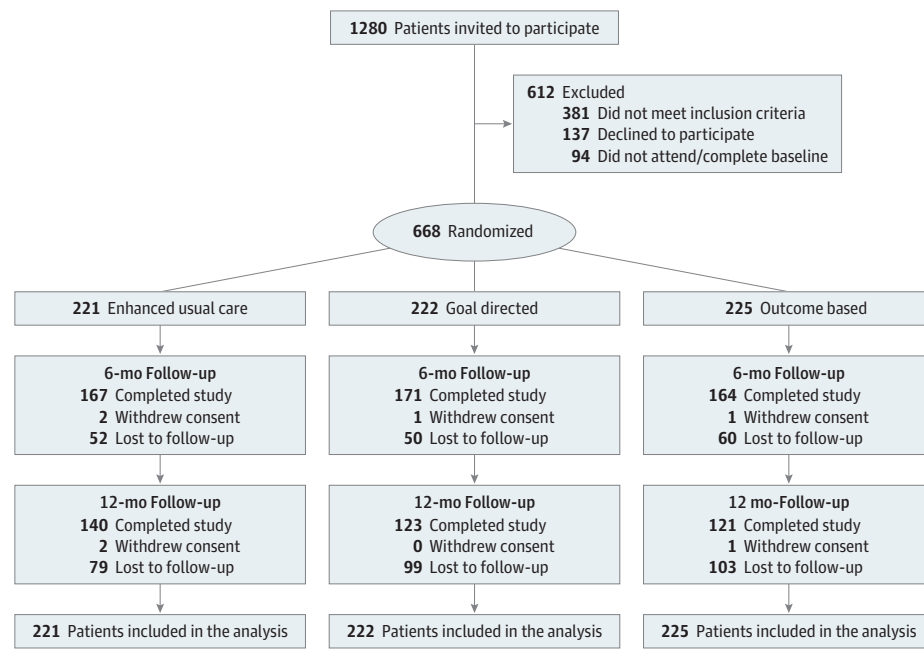 1280 Patients invited to participate
612 Excluded
381 Did not meet inclusion criteria
137 Declined to participate
94 Did not attend/complete baseline
668 Randomized
221 Enhanced usual care
222 Goal directed
225 Outcome based
6-mo Follow-up
167 Completed study
2 Withdrew consent
52 Lost to follow-up
6-mo Follow-up
171 Completed study
1 Withdrew consent
50 Lost to follow-up
6-mo Follow-up
164 Completed study
1 Withdrew consent
60 Lost to follow-up
12-mo Follow-up
140 Completed study
2 Withdrew consent
79 Lost to follow-up
12-mo Follow-up
123 Completed study
0 Withdrew consent
99 Lost to follow-up
12 mo-Follow-up
121 Completed study
1 Withdrew consent
103 Lost to follow-up
221 Patients included in the analysis
222 Patients included in the analysis
225 Patients included in the analysis